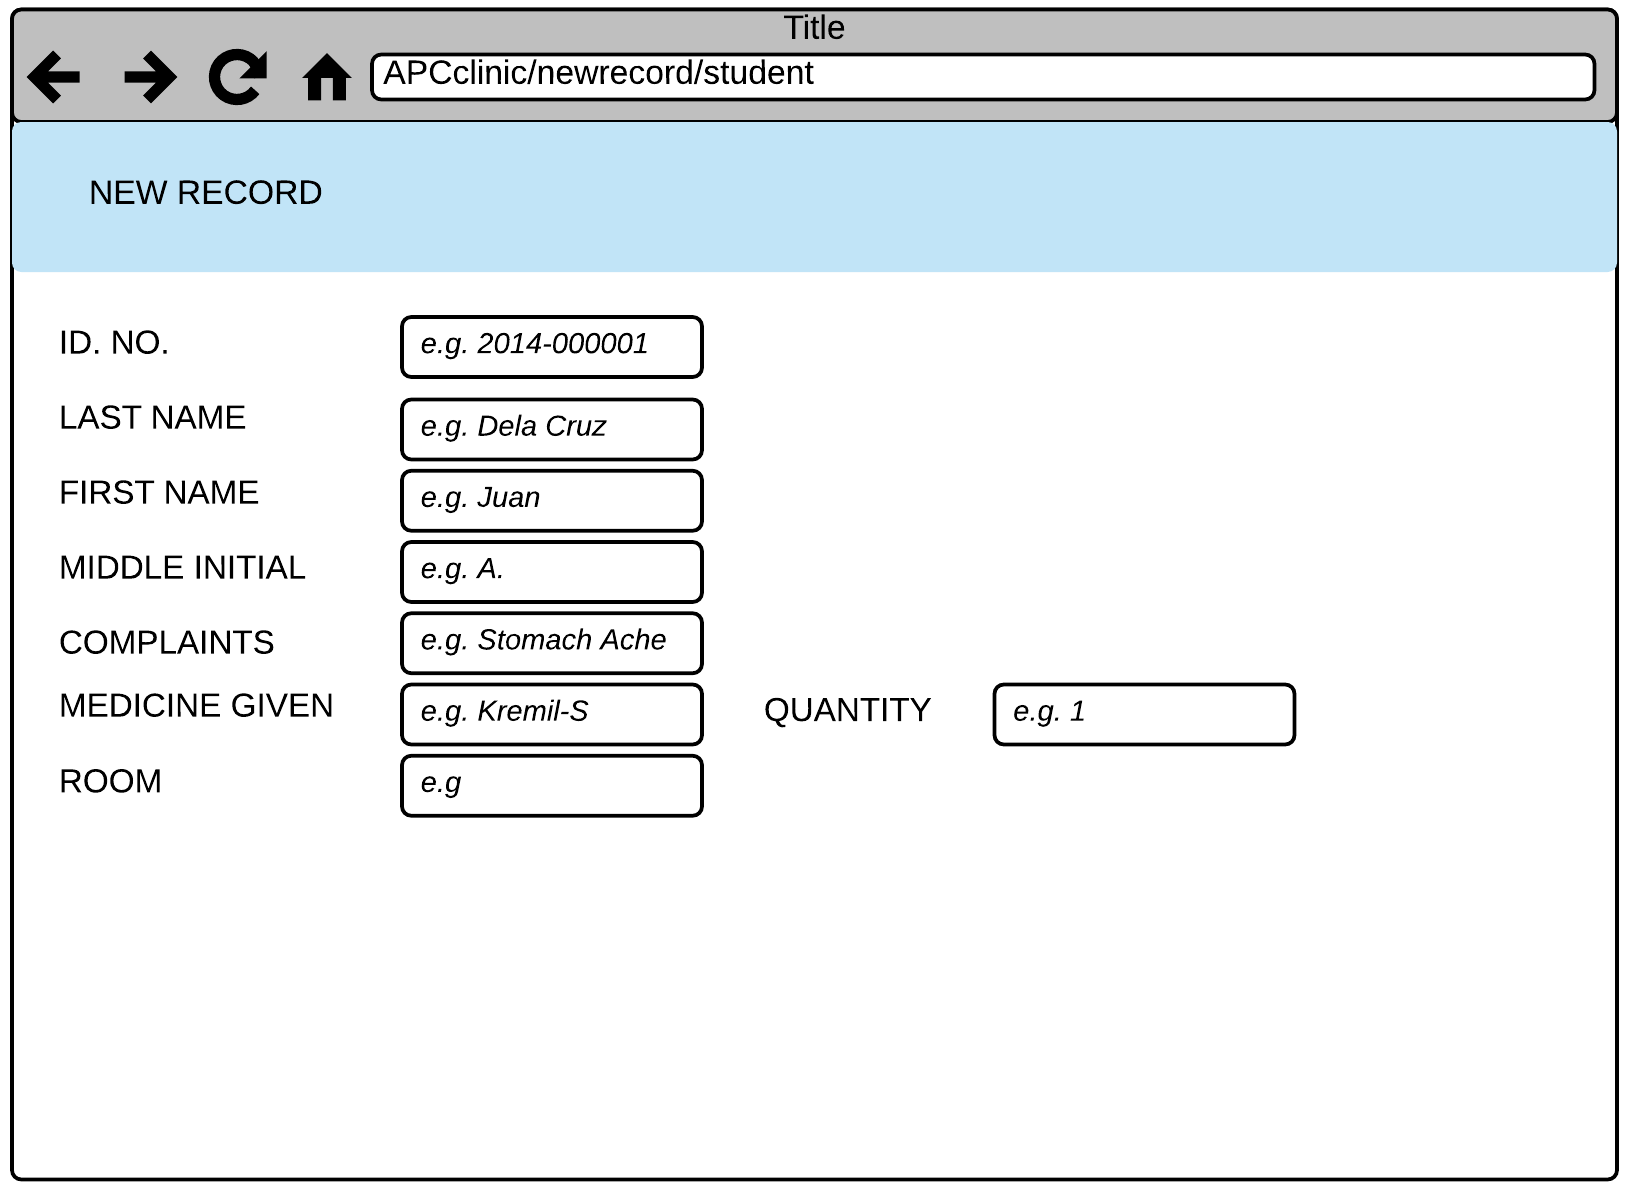 Title
APCclinic/newrecord/student
NEW RECORD
ID. NO. e.g. 2014-000001
LAST NAME e.g. Dela Cruz
FIRST NAME e.g. Juan
MIDDLE INITIAL e.g. A.
COMPLAINTS e.g. Stomach Ache
MEDICINE GIVEN e.g. Kremil-S QUANTITY e.g. 1
ROOM e.g